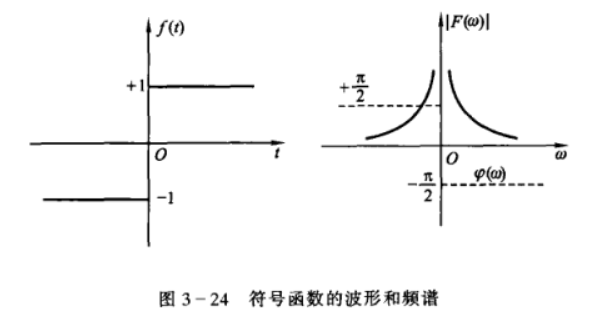 f(t)
+1
O
t
-1
|F(ω)|
+π/2
O
ω
-π/2
φ(ω)
图 3-24 符号函数的波形和频谱